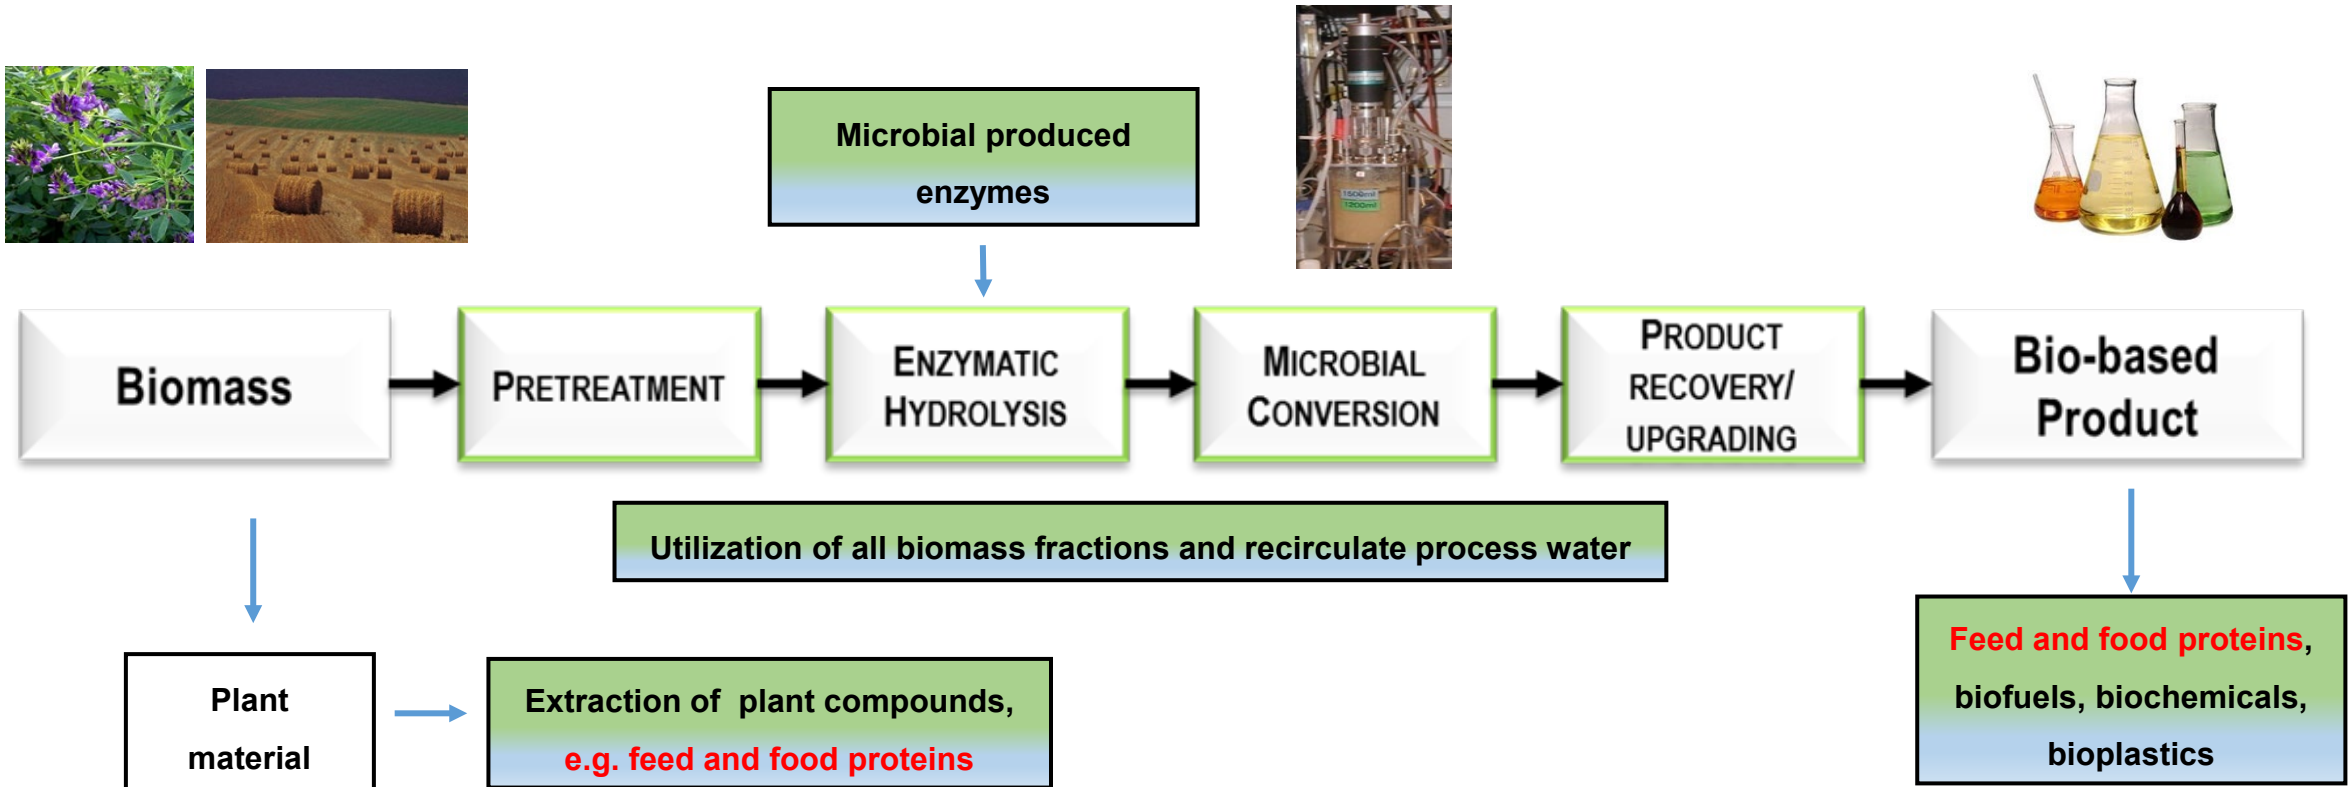 Microbial produced
enzymes
1500ml
1200ml
Biomass
PRETREATMENT
ENZYMATIC
HYDROLYSIS
MICROBIAL
CONVERSION
PRODUCT
RECOVERY/
UPGRADING
Bio-based
Product
Utilization of all biomass fractions and recirculate process water
Plant
material
Extraction of  plant compounds,
e.g. feed and food proteins
Feed and food proteins,
biofuels, biochemicals,
bioplastics